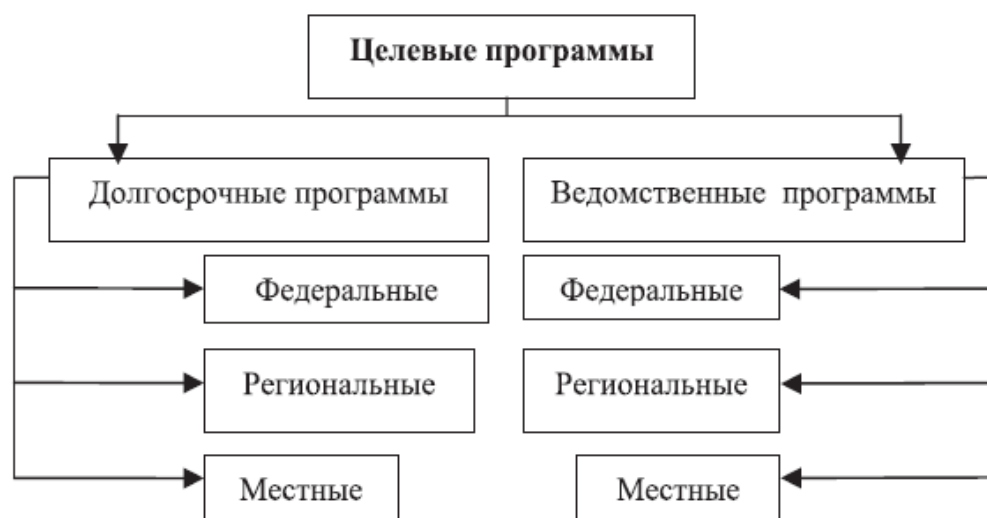 Целевые программы
Долгосрочные программы
Ведомственные программы
Федеральные
Федеральные
Региональные
Региональные
Местные
Местные